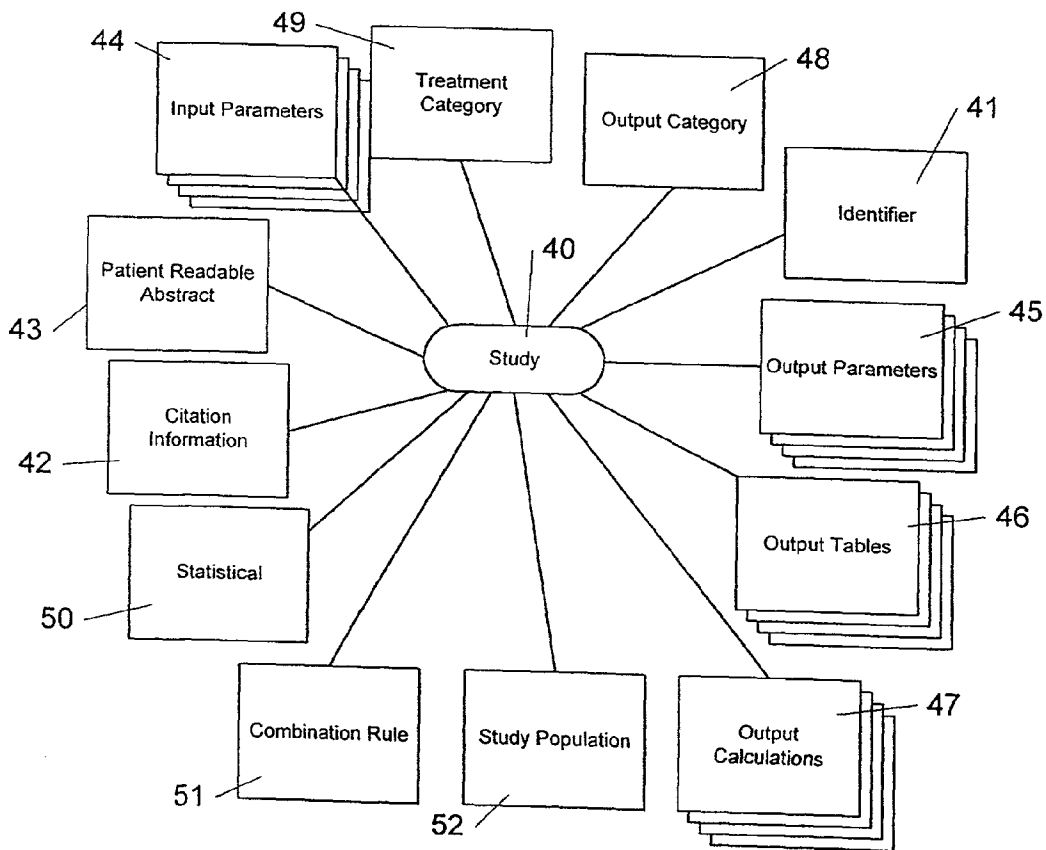 49
44
48
Treatment
Category
Input Parameters
Output Category
41
Identifier
Patient Readable
Abstract
40
45
43
Study
Output Parameters
Citation
Information
42
46
Output Tables
Statistical
50
47
Combination Rule
Study Population
Output
Calculations
51
52